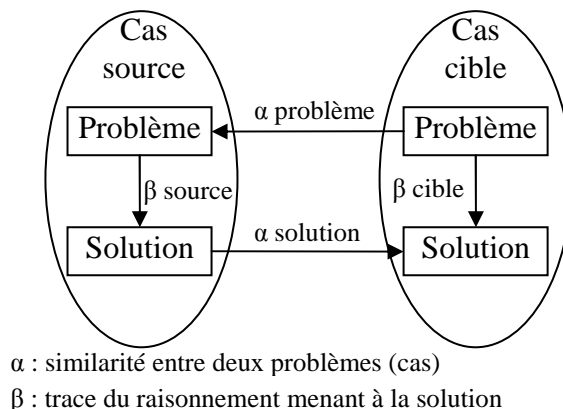 Cas
source
Cas
cible
Problème
α problème
Problème
β source
β cible
Solution
α solution
Solution
α : similarité entre deux problèmes (cas)
β : trace du raisonnement menant à la solution